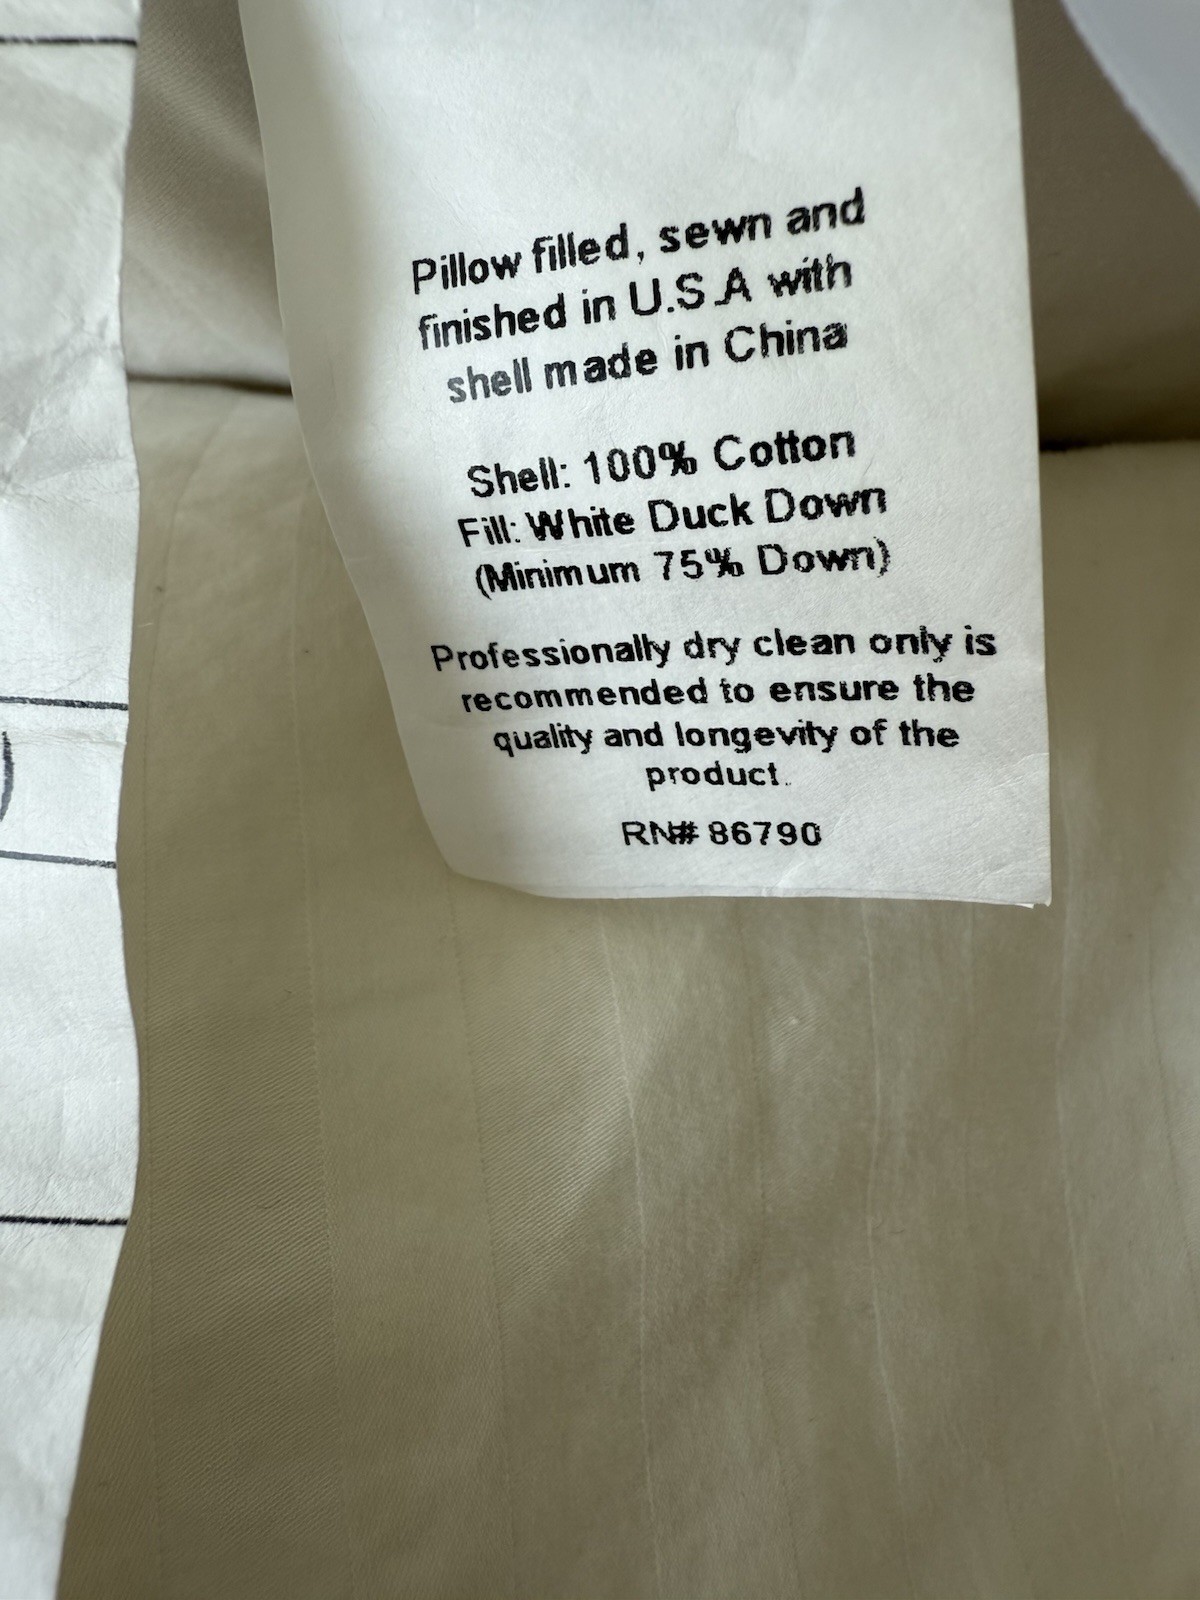 Pillow filled, sewn and
finished in U.S.A with
shell made in China
Shell: 100% Cotton
Fill: White Duck Down
(Minimum 75% Down)
Professionally dry clean only is
recommended to ensure the
quality and longevity of the
product.
RN# 86790
)